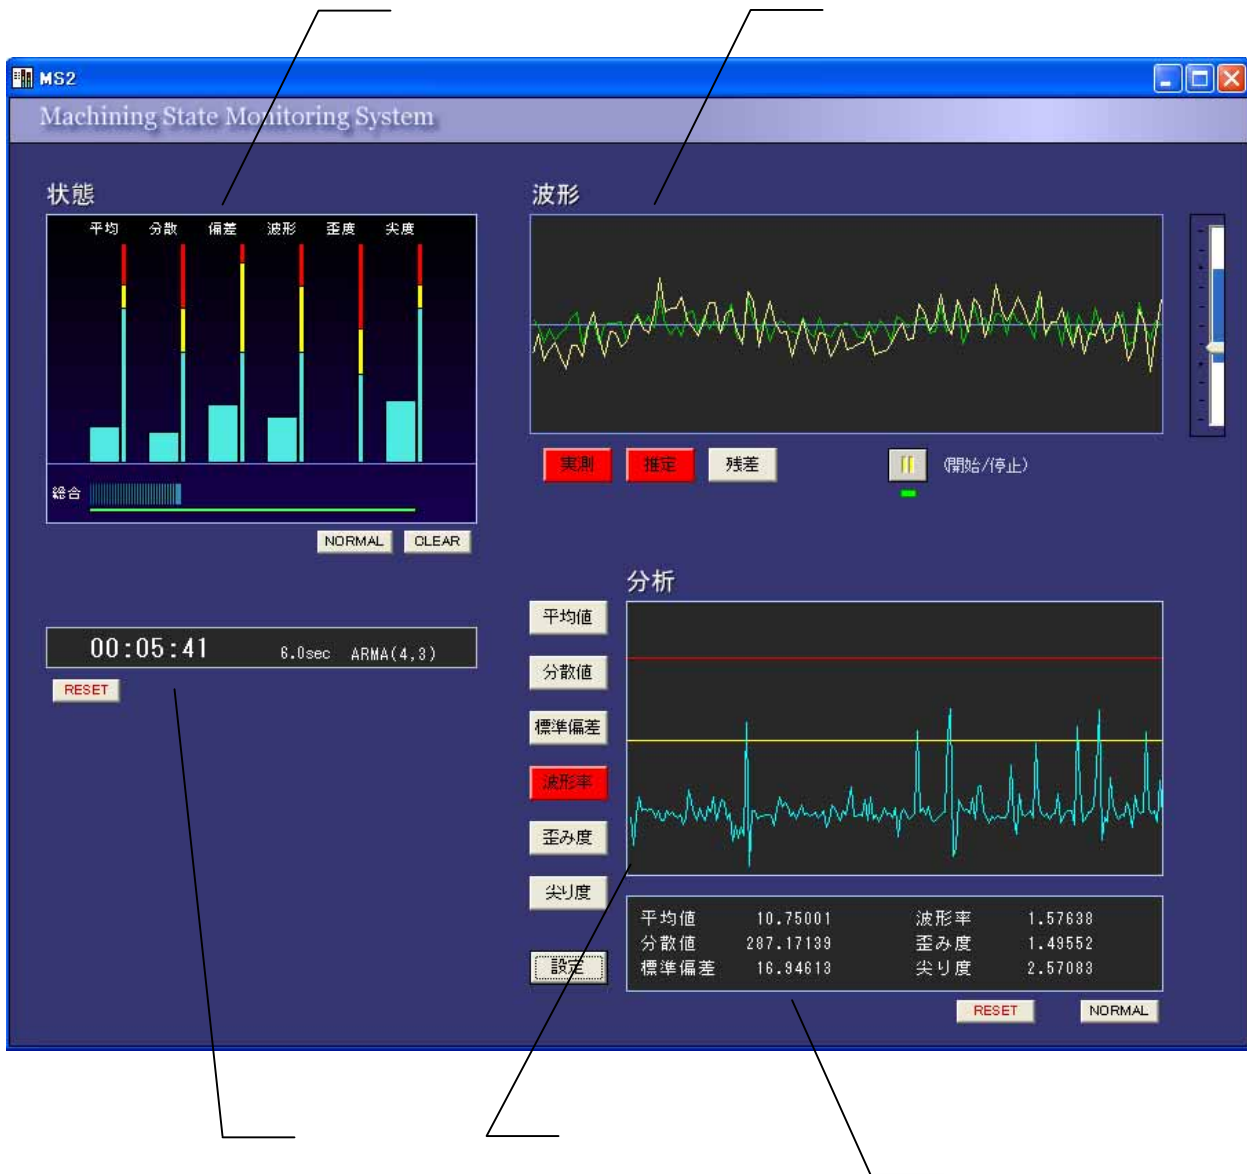 MS2
Machining State Monitoring System
状態
平均 分散 偏差 波形 歪度 尖度
総合
NORMAL CLEAR
00:05:41 6.0sec ARMA(4,3)
RESET
波形
実測 推定 残差 (開始/停止)
分析
平均値
分散値
標準偏差
波形率
歪み度
尖り度
設定
平均値 10.75001 波形率 1.57638
分散値 287.17139 歪み度 1.49552
標準偏差 16.94613 尖り度 2.57083
RESET NORMAL